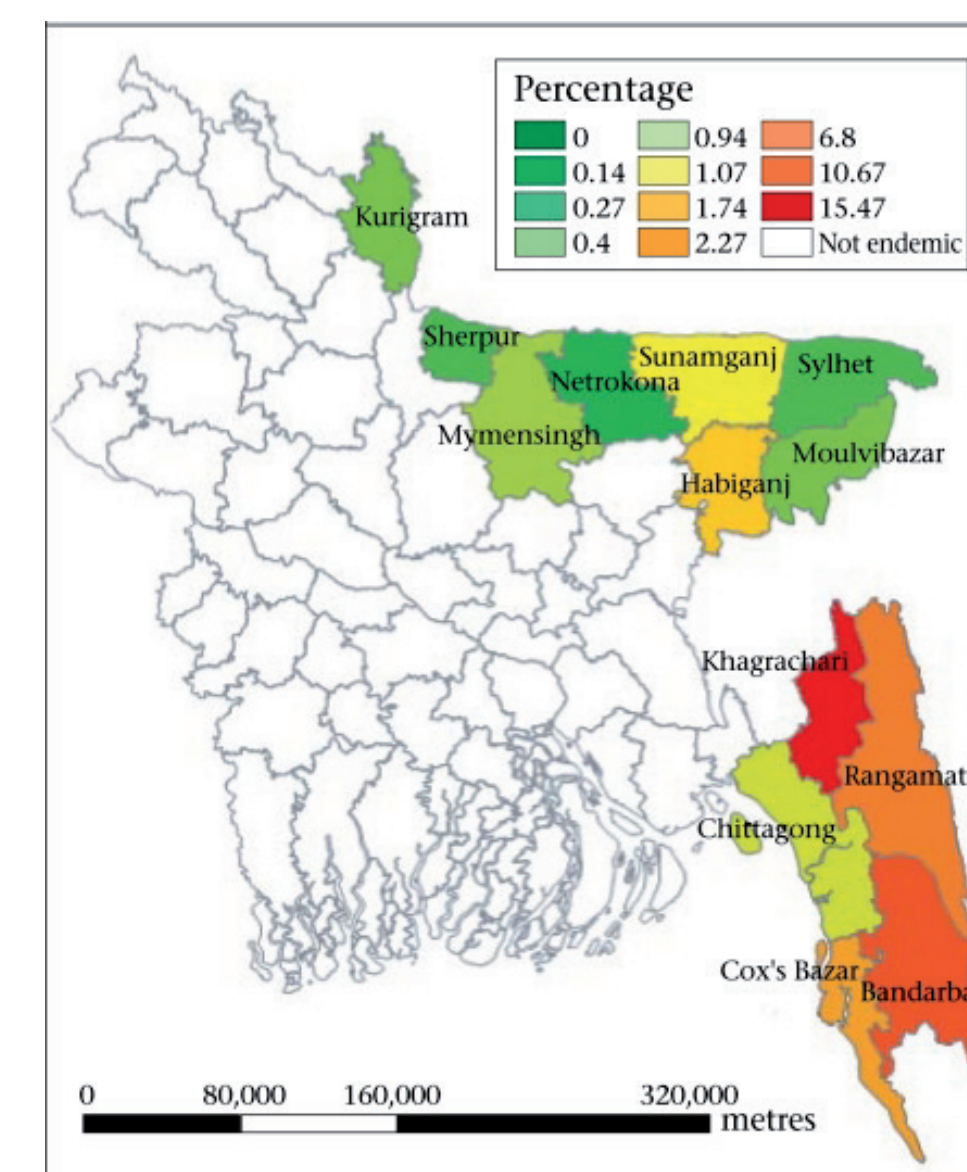 Percentage
0 0.94 6.8
0.14 1.07 10.67
0.27 1.74 15.47
0.4 2.27 Not endemic
Kurigram
Sherpur
Sunamganj
Sylhet
Netrokona
Mymensingh
Moulvibazar
Habiganj
Khagrachari
Rangamat
Chittagong
Cox's Bazar
Bandarba
0 80,000 160,000 320,000
metres